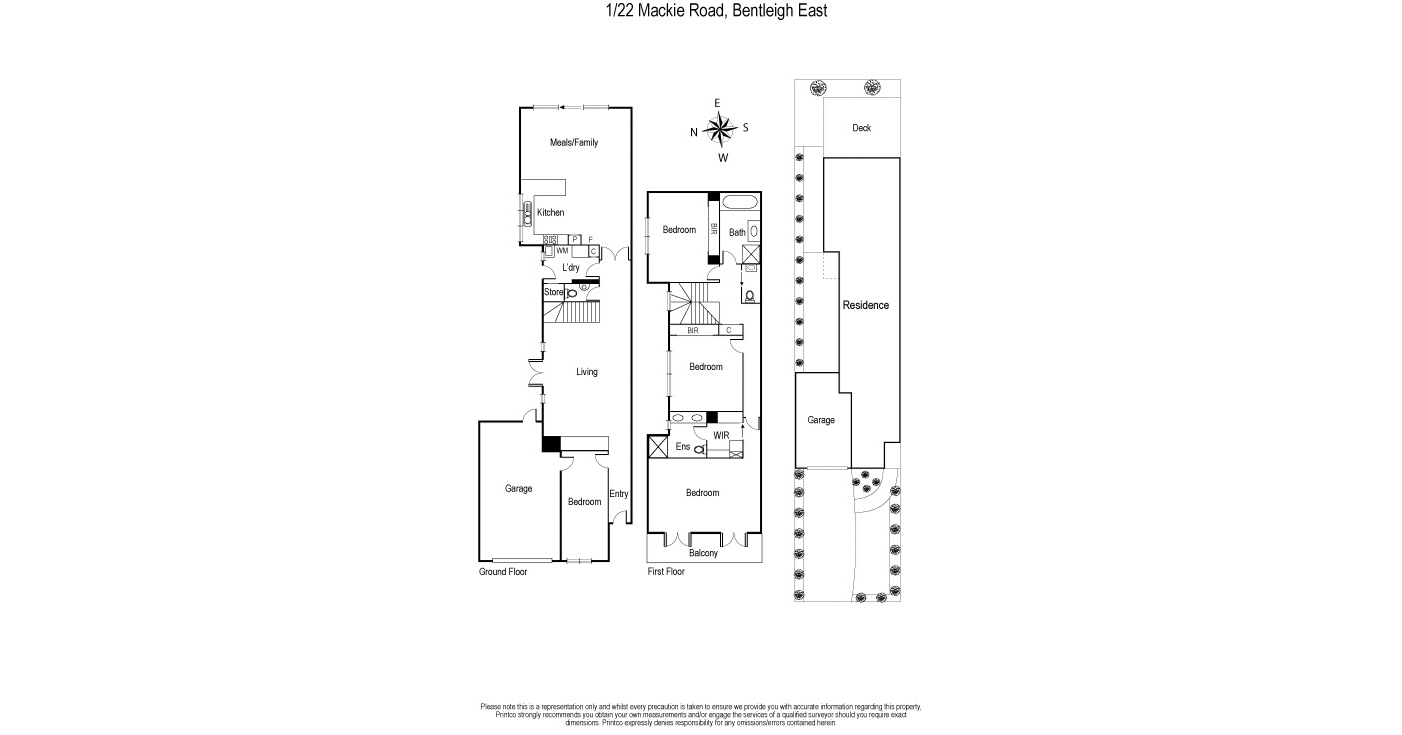 1/22 Mackie Road, Bentleigh East
E
N
S
W
Meals/Family
Kitchen
P
F
WM
C
L'dry
Store
Living
Garage
Bedroom
Entry
Ground Floor
Bedroom
BIR
Bath
BIR
C
Bedroom
Ens
WIR
Bedroom
Balcony
First Floor
Deck
Residence
Garage
Please note this is a representation only and whilst every precaution is taken to ensure we provide you with accurate information regarding this property,
Printco strongly recommends you obtain your own measurements and/or engage the services of a qualified surveyor should you require exact
dimensions. Printco expressly denies responsibility for any omissions/errors contained herein.